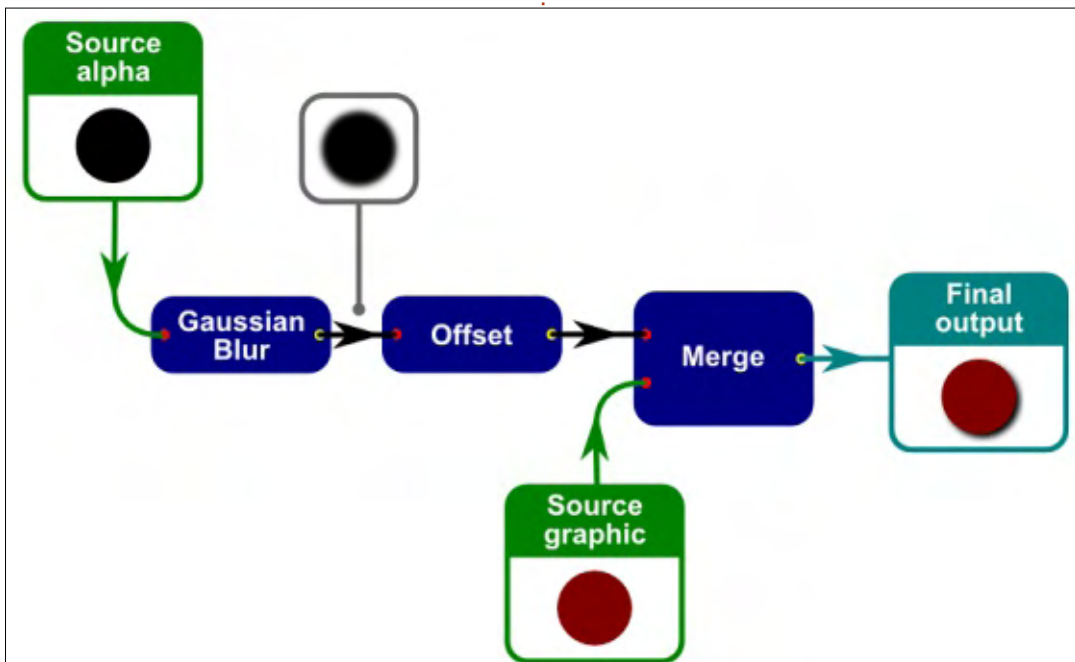 Source
alpha
Gaussian
Blur
Offset
Merge
Final
output
Source
graphic